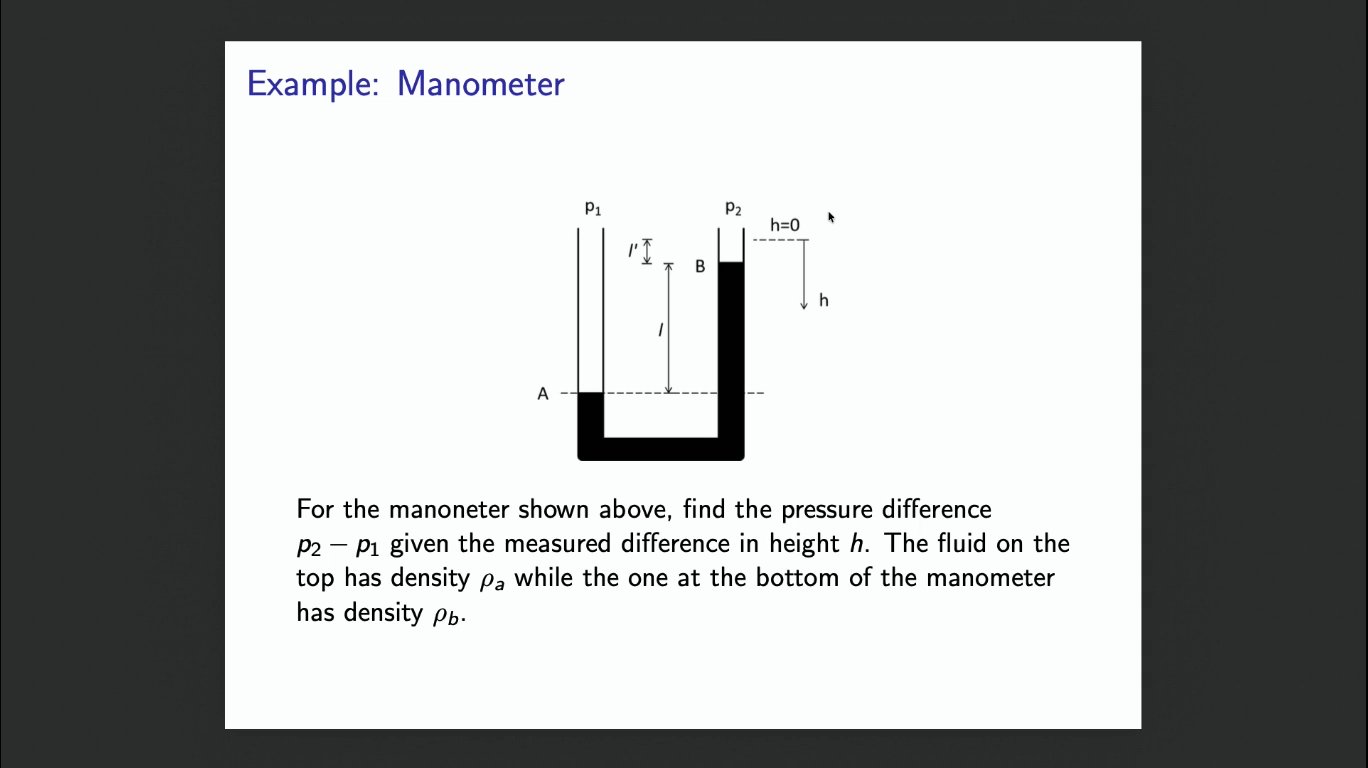 Example: Manometer
p₁
p₂
h=0
l'
B
h
l
A
For the manoneter shown above, find the pressure difference
p₂ − p₁ given the measured difference in height h. The fluid on the
top has density ρₐ while the one at the bottom of the manometer
has density ρ_b.